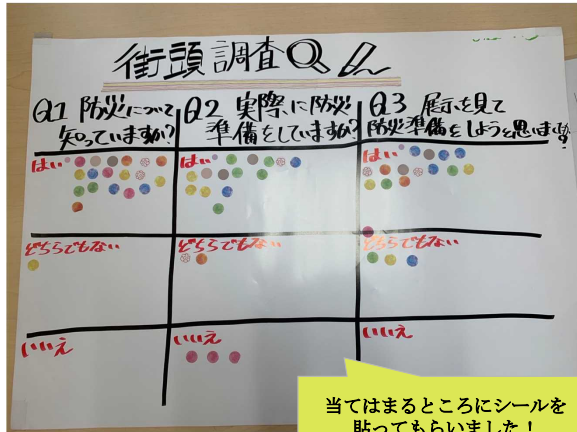 街頭調査
Q1 防災について
知っていますか?
Q2 実際に防災
準備をしていますか?
Q3 展示を見て
防災準備をしようと思いますか?
はい
はい
はい
どちらでもない
どちらでもない
どちらでもない
いいえ
いいえ
いいえ
当てはまるところにシールを
貼ってもらいました!